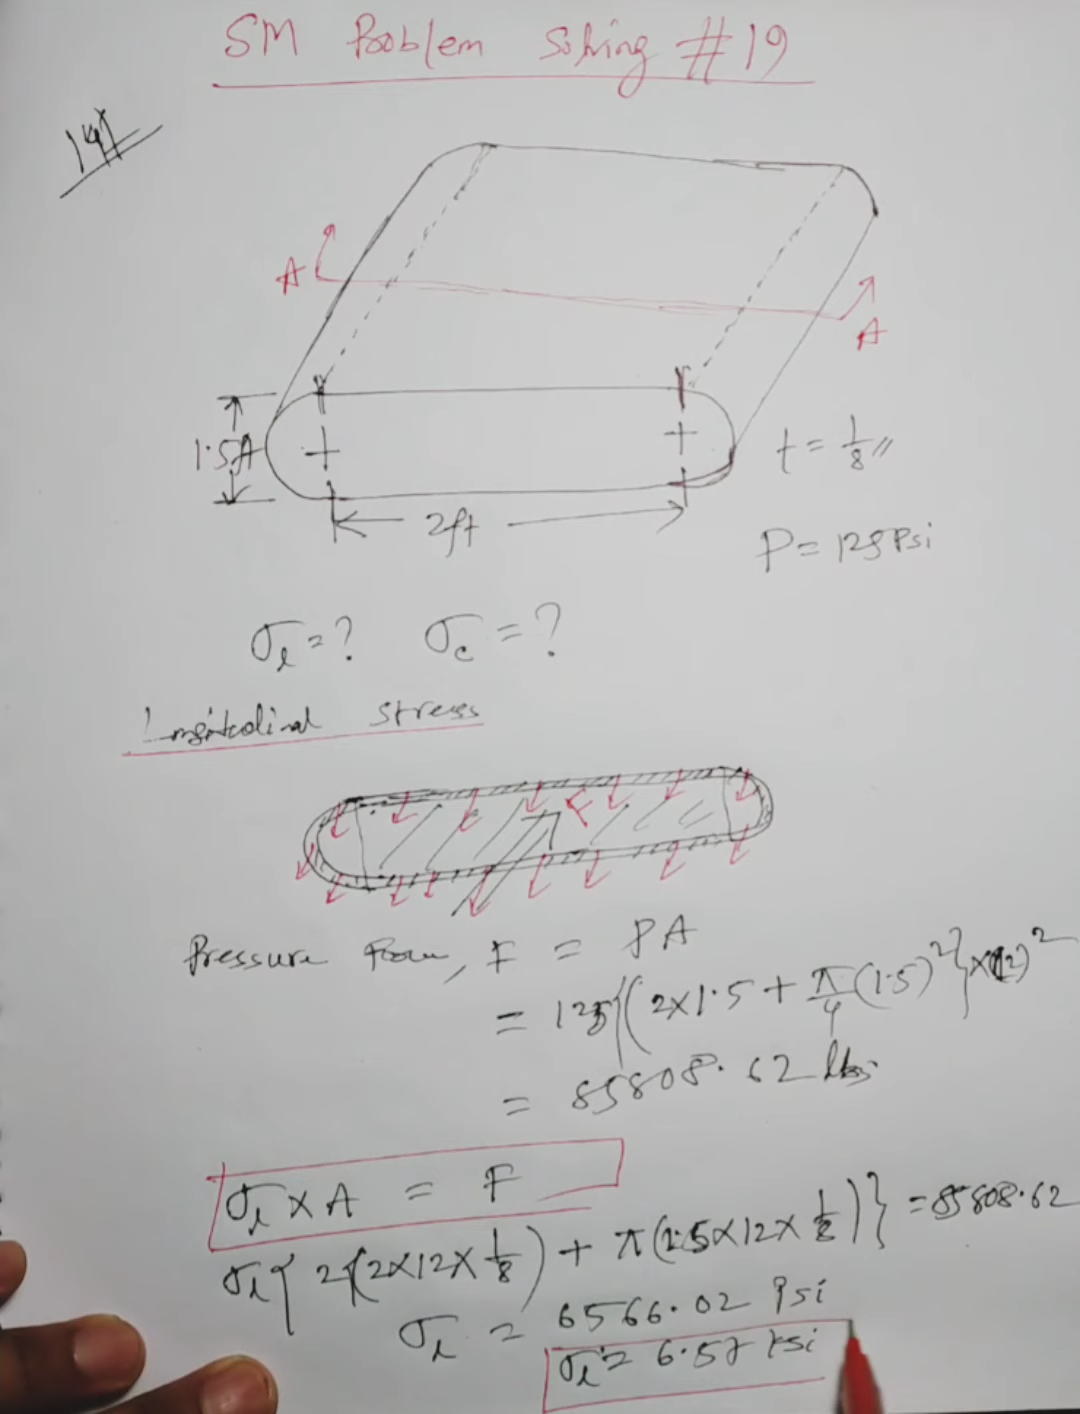 SM Problem Solving #19
147
A
A
1.5ft
2ft
t = 1/8"
P = 125 Psi
σl = ? σc = ?
Longitudinal stress
Pressure Force, F = PA
= 125{(2×1.5 + π/4 (1.5)²}×(12)²
= 85808.62 lbs
σl × A = F
σl{2(2×12×1/8) + π(1.5×12×1/8)} = 85808.62
σl = 6566.02 Psi
σl = 6.57 ksi